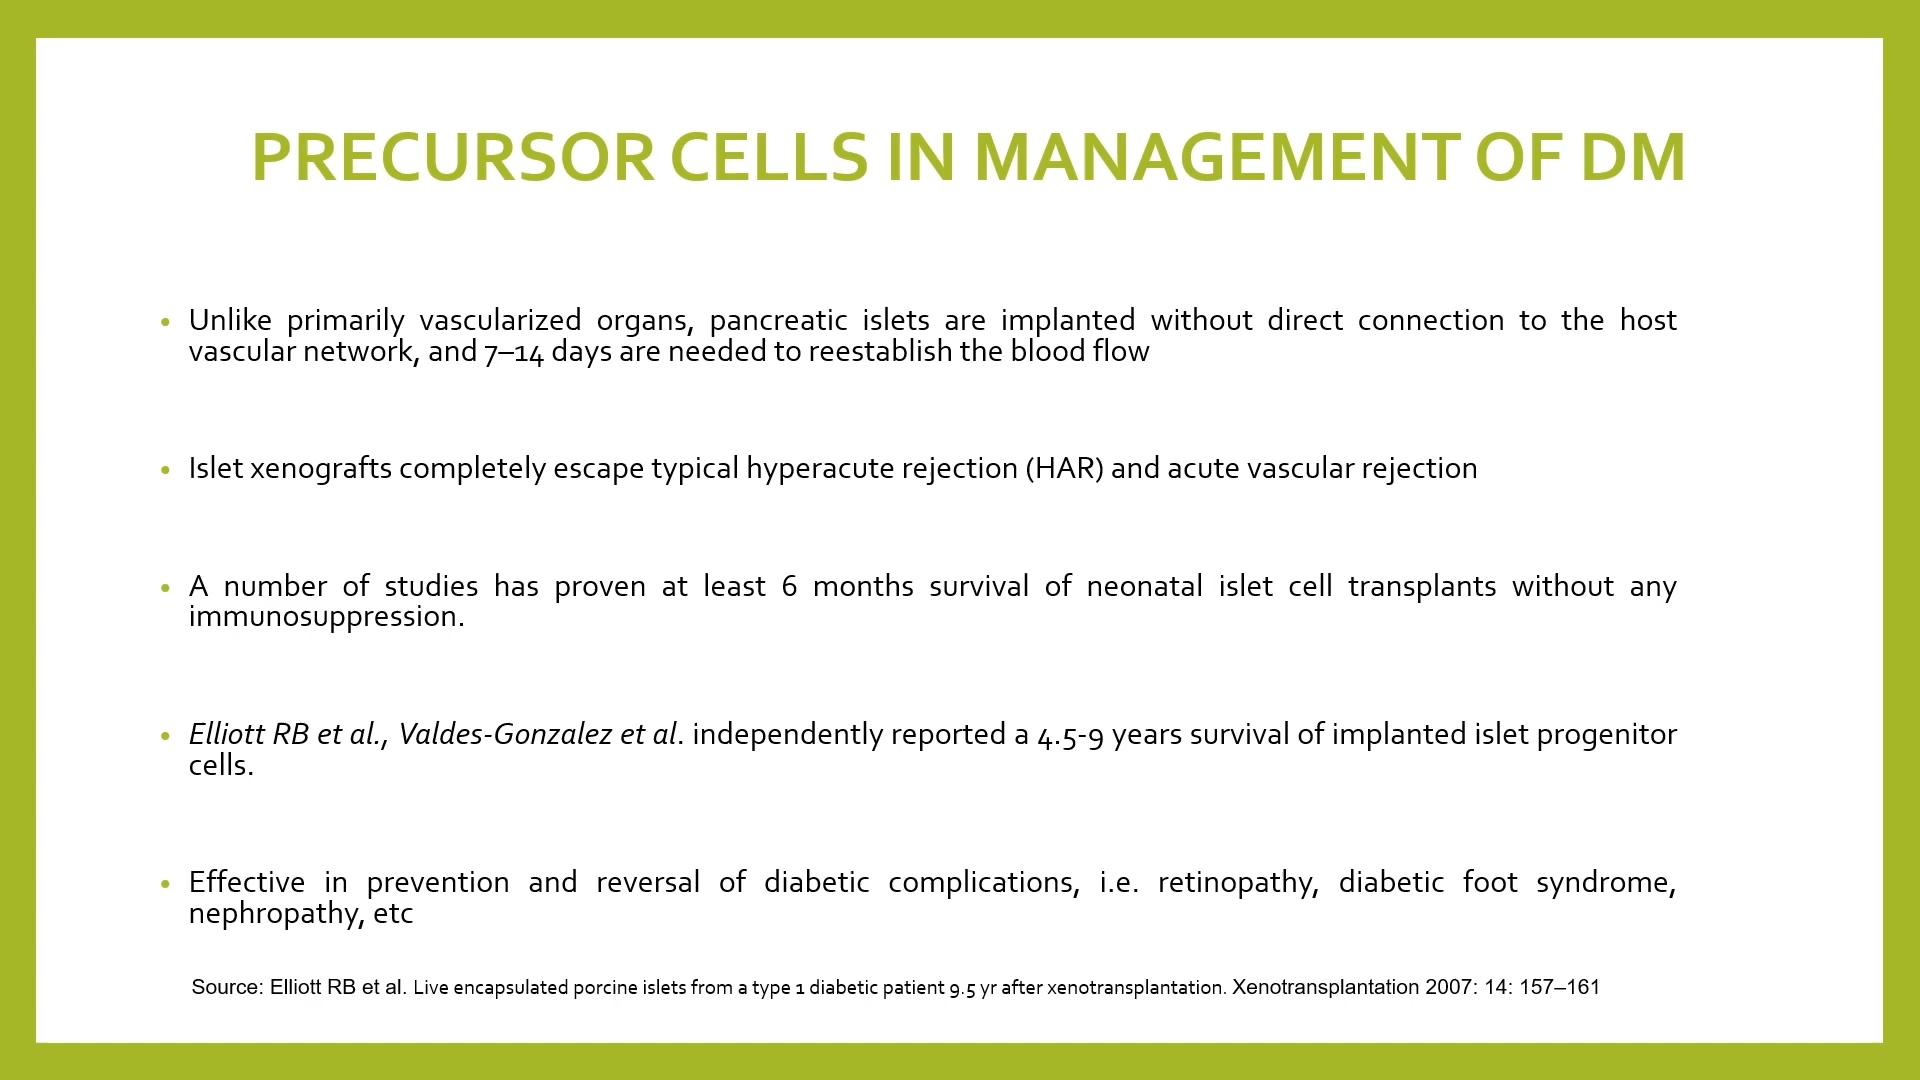 PRECURSOR CELLS IN MANAGEMENT OF DM
• Unlike primarily vascularized organs, pancreatic islets are implanted without direct connection to the host
vascular network, and 7–14 days are needed to reestablish the blood flow
• Islet xenografts completely escape typical hyperacute rejection (HAR) and acute vascular rejection
• A number of studies has proven at least 6 months survival of neonatal islet cell transplants without any
immunosuppression.
• Elliott RB et al., Valdes-Gonzalez et al. independently reported a 4.5-9 years survival of implanted islet progenitor
cells.
• Effective in prevention and reversal of diabetic complications, i.e. retinopathy, diabetic foot syndrome,
nephropathy, etc
Source: Elliott RB et al. Live encapsulated porcine islets from a type 1 diabetic patient 9.5 yr after xenotransplantation. Xenotransplantation 2007: 14: 157–161